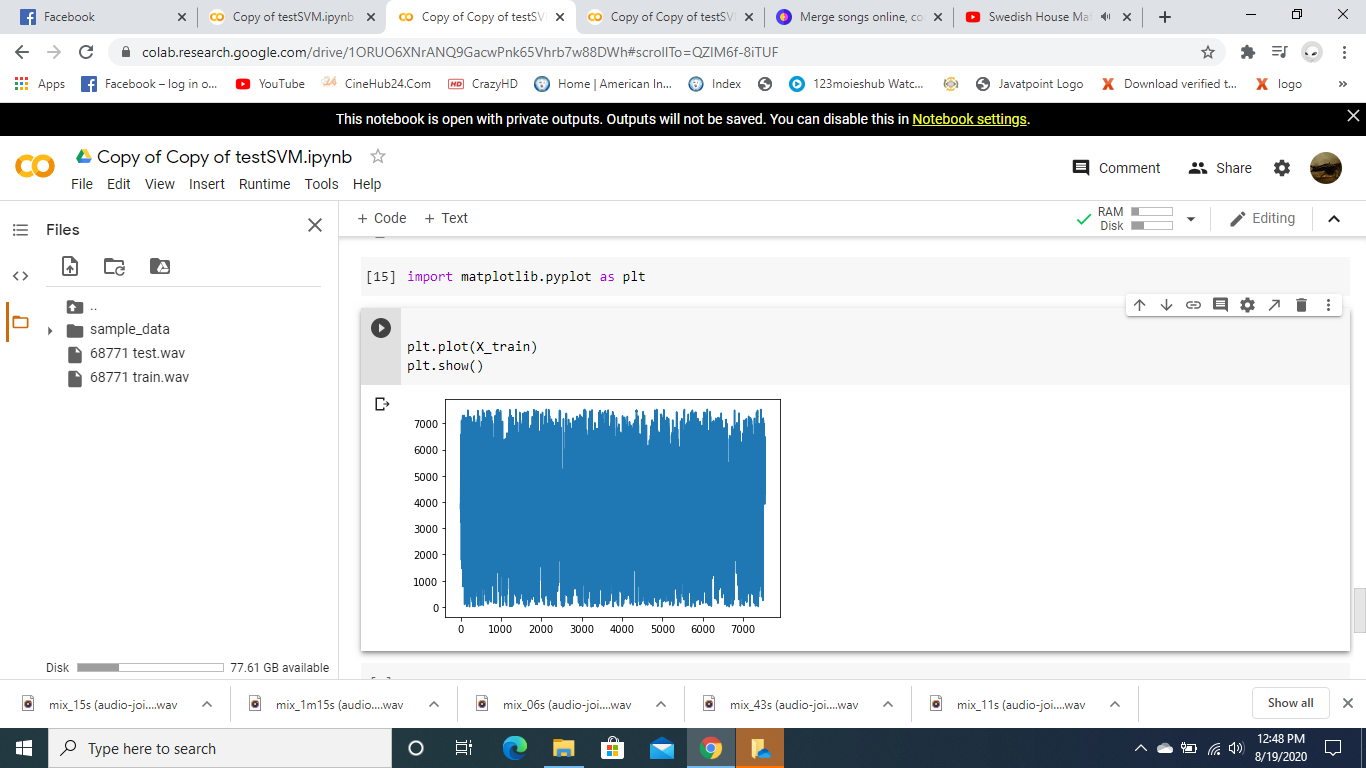 Facebook
Copy of testSVM.ipynb
Copy of Copy of testSV
Copy of Copy of testSV
Merge songs online, co
Swedish House Ma
colab.research.google.com/drive/1ORUO6XNrANQ9GacwPnk65Vhrb7w88DWh#scrollTo=QZIM6f-8iTUF
Apps
Facebook – log in o...
YouTube
CineHub24.Com
CrazyHD
Home | American In...
Index
123moieshub Watc...
Javatpoint Logo
Download verified t...
logo
»
This notebook is open with private outputs. Outputs will not be saved. You can disable this in Notebook settings.
Copy of Copy of testSVM.ipynb
File Edit View Insert Runtime Tools Help
Comment
Share
Files
+ Code + Text
RAM
Disk
Editing
..
sample_data
68771 test.wav
68771 train.wav
Disk
77.61 GB available
[15] import matplotlib.pyplot as plt
plt.plot(X_train)
plt.show()
7000
6000
5000
4000
3000
2000
1000
0
0 1000 2000 3000 4000 5000 6000 7000
mix_15s (audio-joi....wav
mix_1m15s (audio....wav
mix_06s (audio-joi....wav
mix_43s (audio-joi....wav
mix_11s (audio-joi....wav
Show all
Type here to search
12:48 PM
8/19/2020